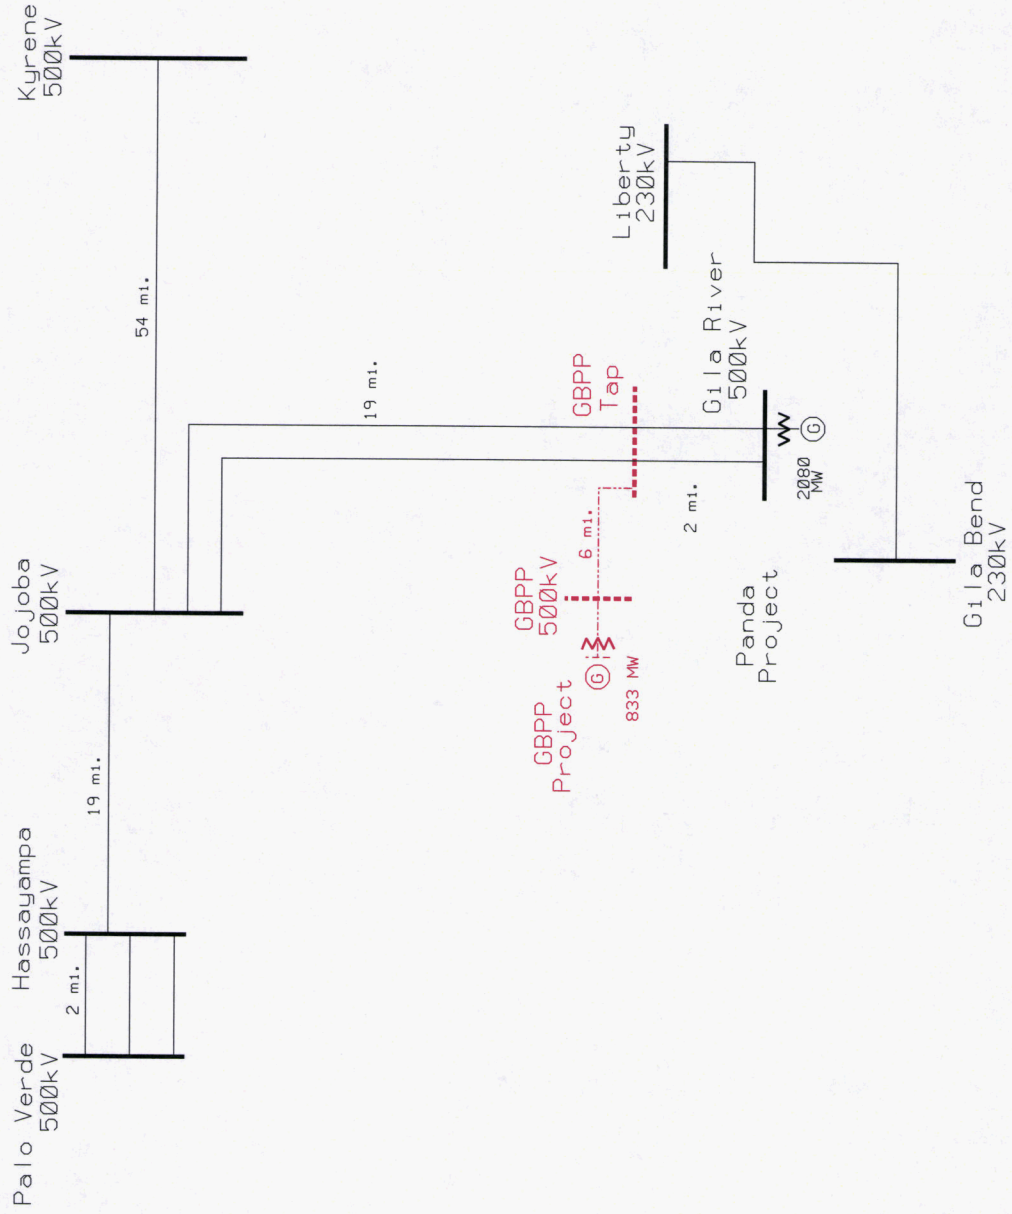 Palo Verde
500kV
Hassayampa
500kV
Jojoba
500kV
Kyrene
500kV
2 mi.
19 mi.
54 mi.
19 mi.
GBPP
Project
G
833 MW
GBPP
500kV
6 mi.
GBPP
Tap
2 mi.
Gila River
500kV
G
2080
MW
Panda
Project
Liberty
230kV
Gila Bend
230kV